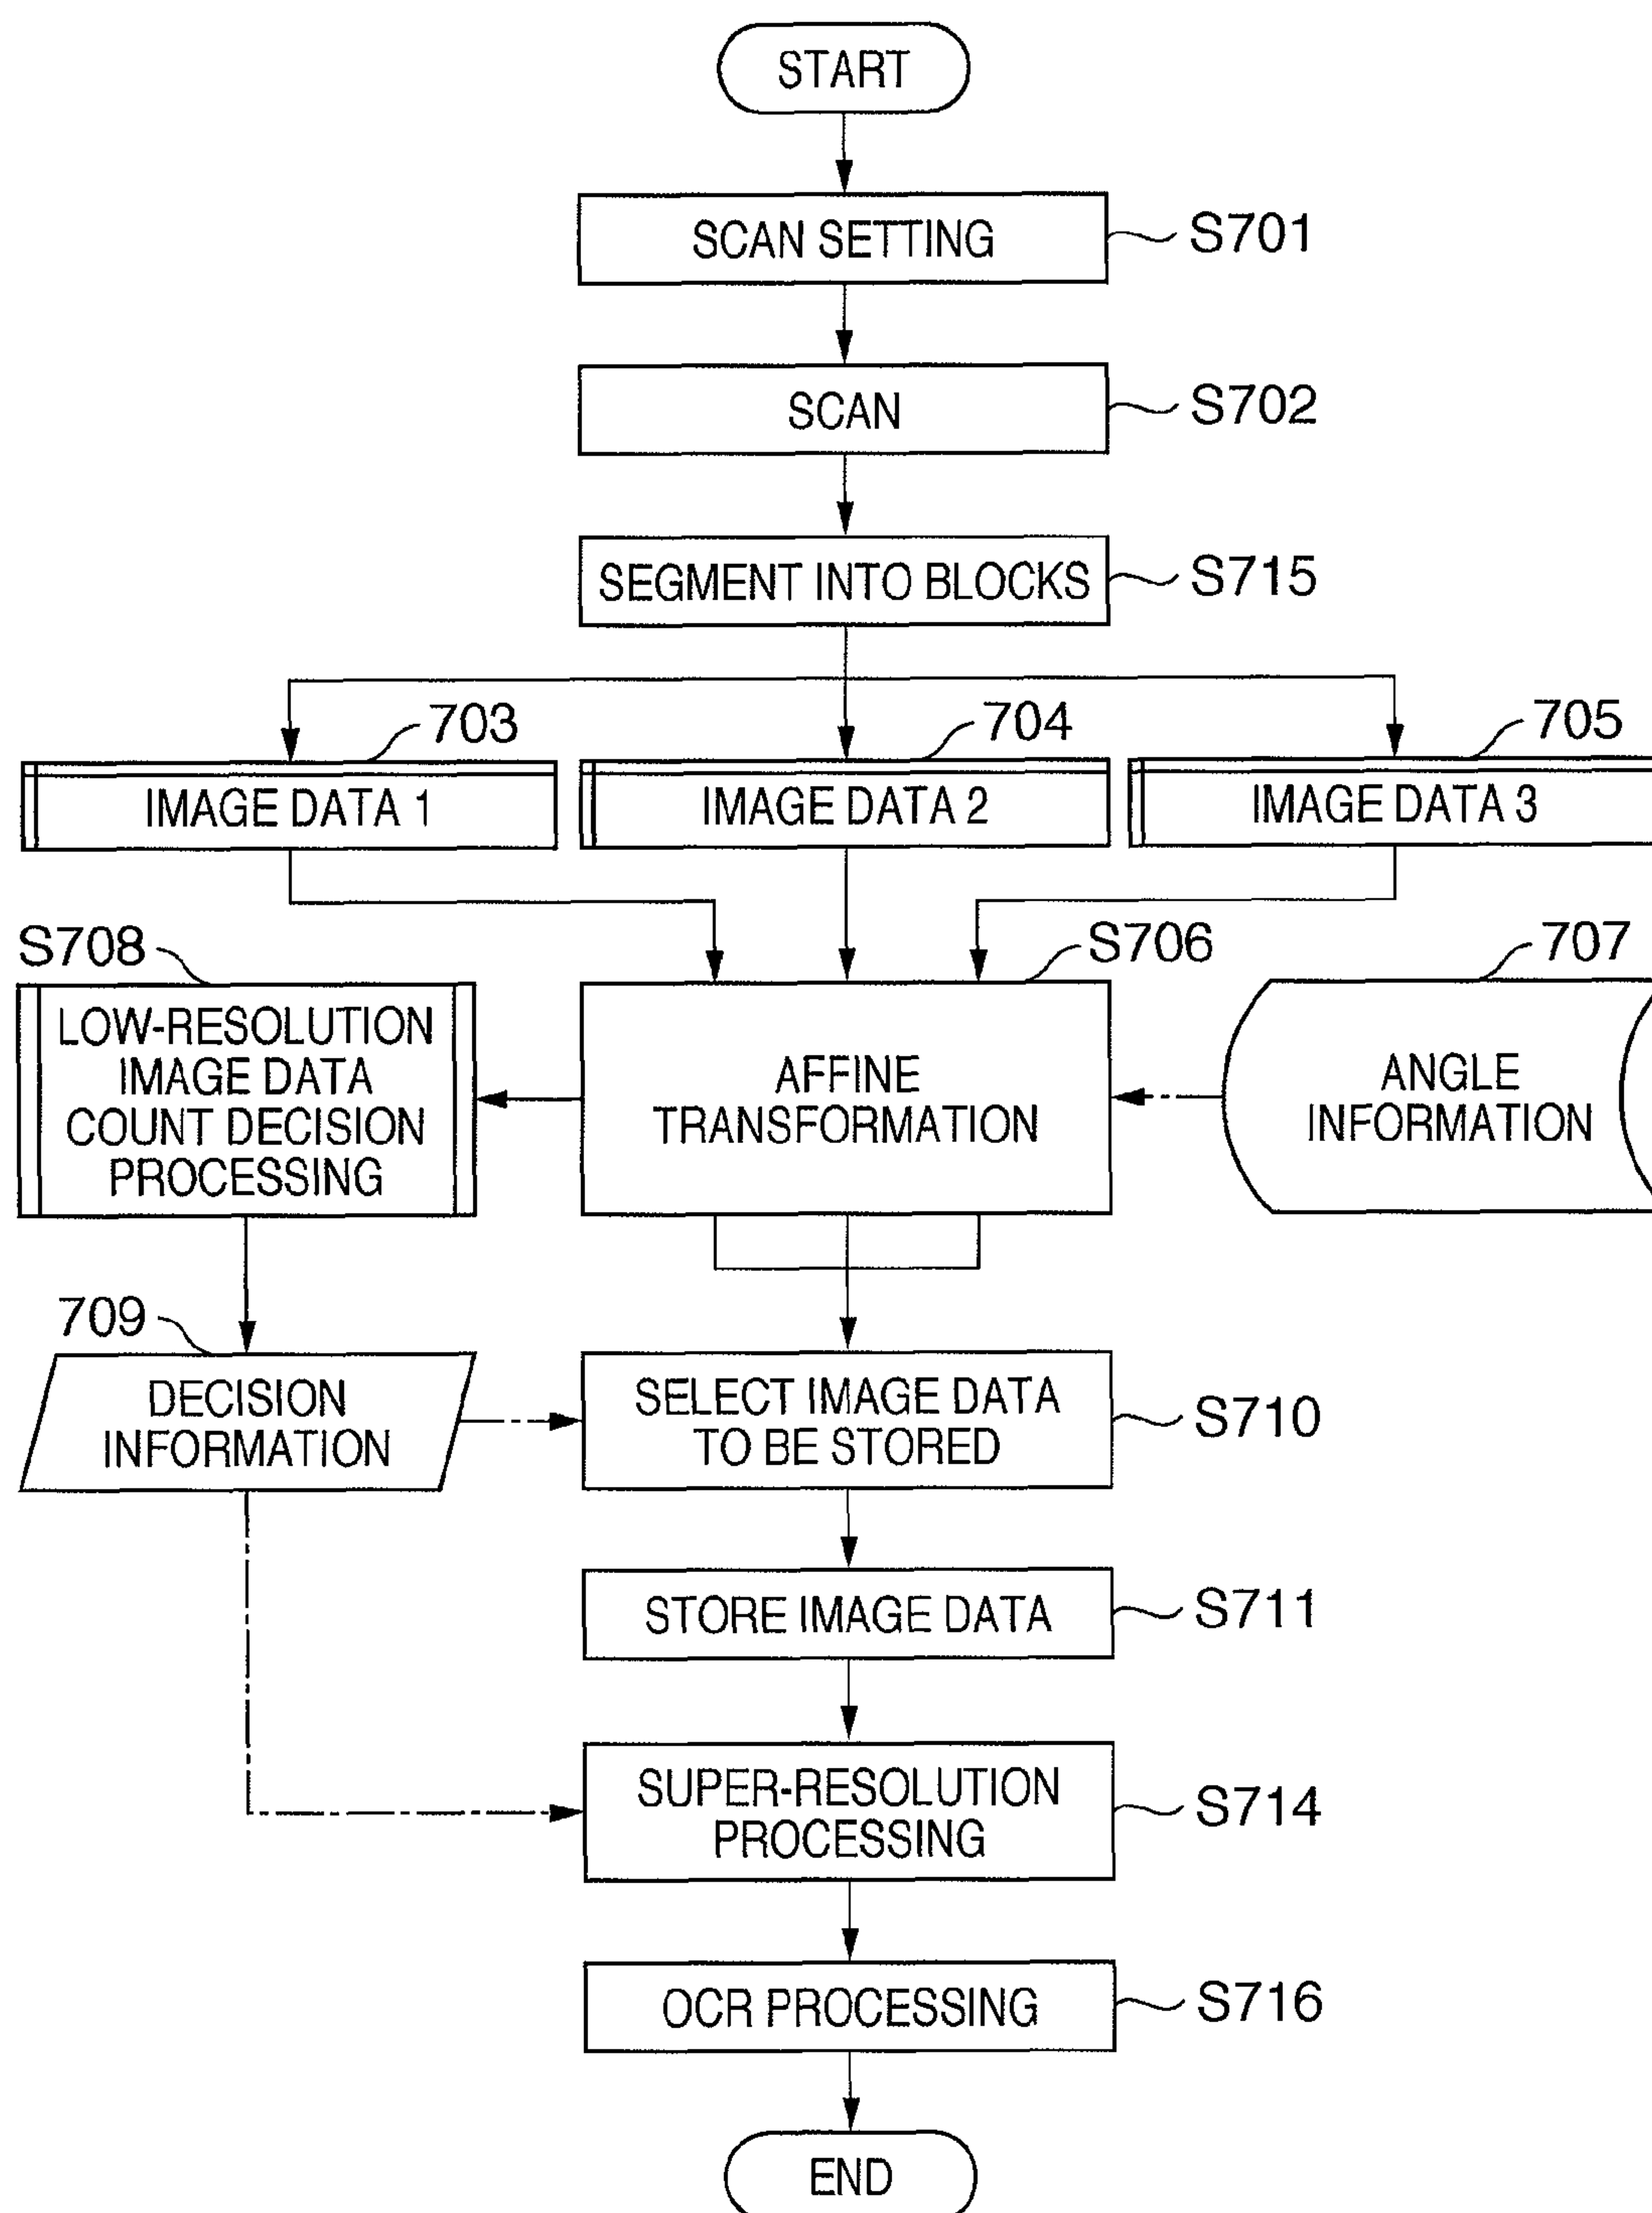 START
SCAN SETTING
S701
SCAN
S702
SEGMENT INTO BLOCKS
S715
703
704
705
IMAGE DATA 1
IMAGE DATA 2
IMAGE DATA 3
S708
S706
707
LOW-RESOLUTION
IMAGE DATA
COUNT DECISION
PROCESSING
AFFINE
TRANSFORMATION
ANGLE
INFORMATION
709
DECISION
INFORMATION
SELECT IMAGE DATA
TO BE STORED
S710
STORE IMAGE DATA
S711
SUPER-RESOLUTION
PROCESSING
S714
OCR PROCESSING
S716
END